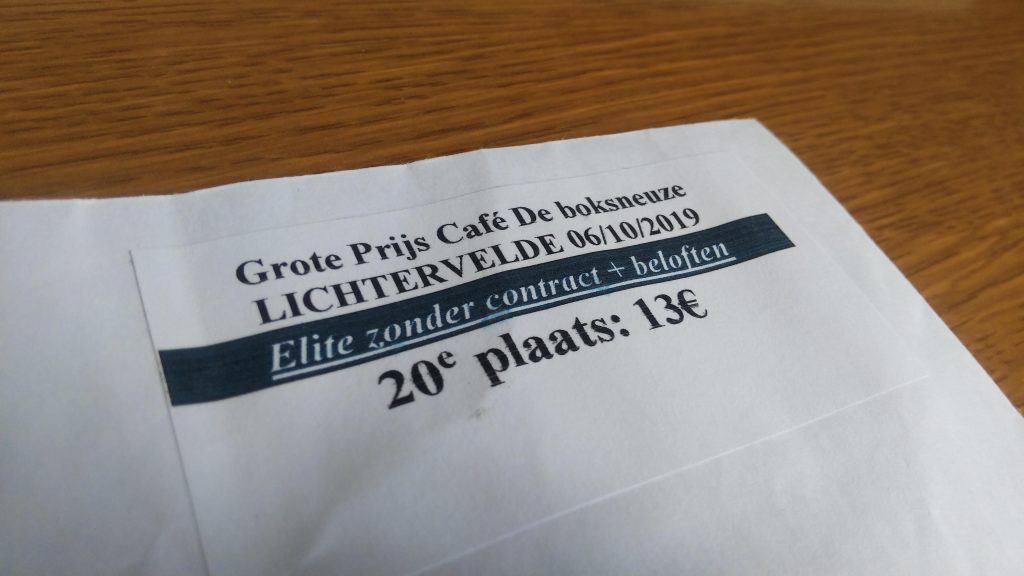 Grote Prijs Café De boksneuze
LICHTERVELDE 06/10/2019
Elite zonder contract + beloften
20e plaats: 13€